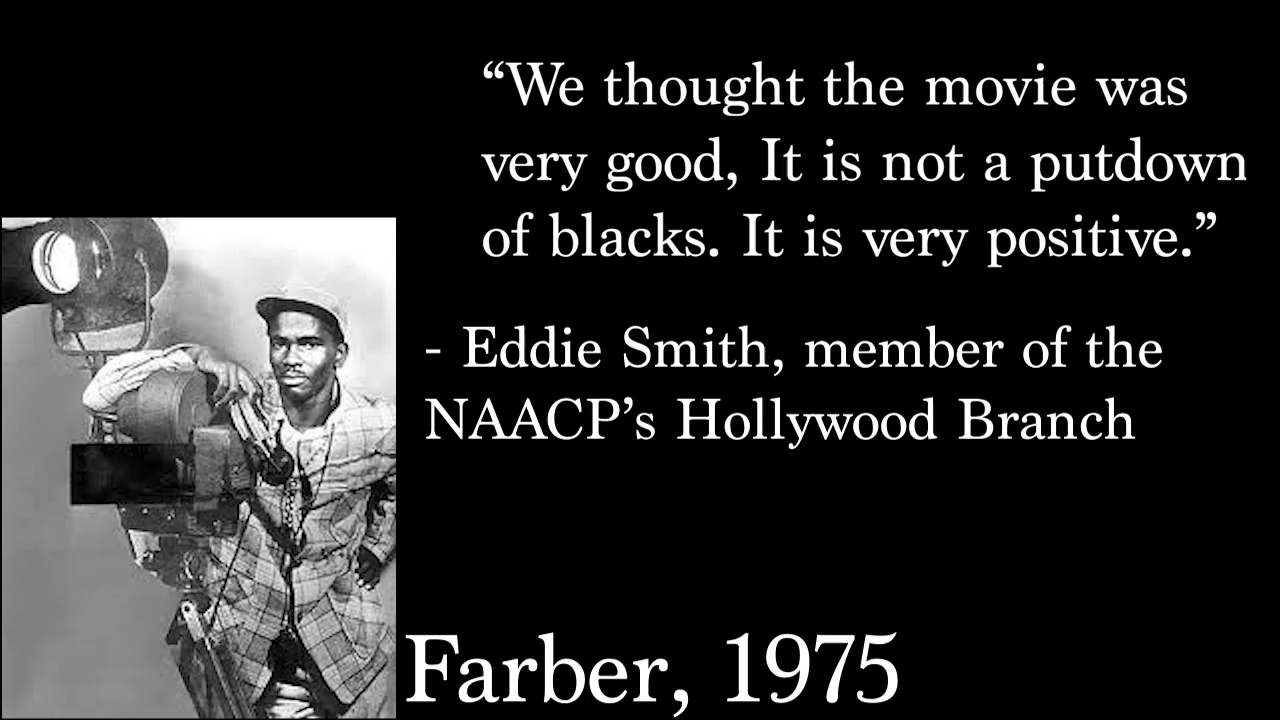 “We thought the movie was
very good, It is not a putdown
of blacks. It is very positive.”
- Eddie Smith, member of the
NAACP’s Hollywood Branch
Farber, 1975